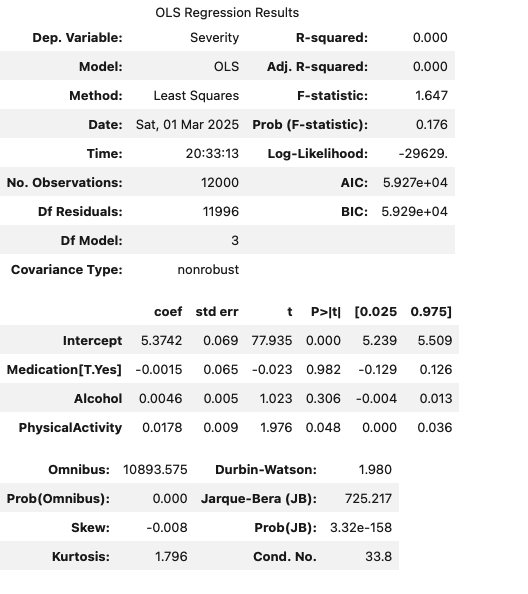 OLS Regression Results
Dep. Variable: Severity R-squared: 0.000
Model: OLS Adj. R-squared: 0.000
Method: Least Squares F-statistic: 1.647
Date: Sat, 01 Mar 2025 Prob (F-statistic): 0.176
Time: 20:33:13 Log-Likelihood: -29629.
No. Observations: 12000 AIC: 5.927e+04
Df Residuals: 11996 BIC: 5.929e+04
Df Model: 3
Covariance Type: nonrobust
coef std err t P>|t| [0.025 0.975]
Intercept 5.3742 0.069 77.935 0.000 5.239 5.509
Medication[T.Yes] -0.0015 0.065 -0.023 0.982 -0.129 0.126
Alcohol 0.0046 0.005 1.023 0.306 -0.004 0.013
PhysicalActivity 0.0178 0.009 1.976 0.048 0.000 0.036
Omnibus: 10893.575 Durbin-Watson: 1.980
Prob(Omnibus): 0.000 Jarque-Bera (JB): 725.217
Skew: -0.008 Prob(JB): 3.32e-158
Kurtosis: 1.796 Cond. No. 33.8